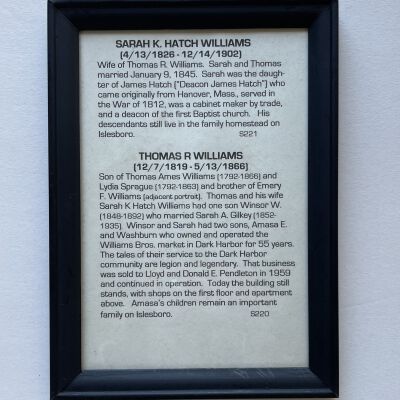 SARAH K. HATCH WILLIAMS
(4/13/1826 - 12/14/1902)
Wife of Thomas R. Williams. Sarah and Thomas
married January 9, 1845. Sarah was the daugh-
ter of James Hatch ("Deacon James Hatch") who
came originally from Hanover, Mass., served in
the War of 1812, was a cabinet maker by trade,
and a deacon of the first Baptist church. His
descendants still live in the family homestead on
Islesboro. S221
THOMAS R WILLIAMS
(12/7/1819 - 5/13/1866)
Son of Thomas Ames Williams (1792-1866) and
Lydia Sprague (1792-1863) and brother of Emery
F. Williams (adjacent portrait). Thomas and his wife
Sarah K Hatch Williams had one son Winsor W.
(1848-1892) who married Sarah A. Gilkey (1852-
1935). Winsor and Sarah had two sons, Amasa E.
and Washburn who owned and operated the
Williams Bros. market in Dark Harbor for 55 years.
The tales of their service to the Dark Harbor
community are legion and legendary. That business
was sold to Lloyd and Donald E. Pendleton in 1959
and continued in operation. Today the building still
stands, with shops on the first floor and apartment
above. Amasa's children remain an important
family on Islesboro. S220